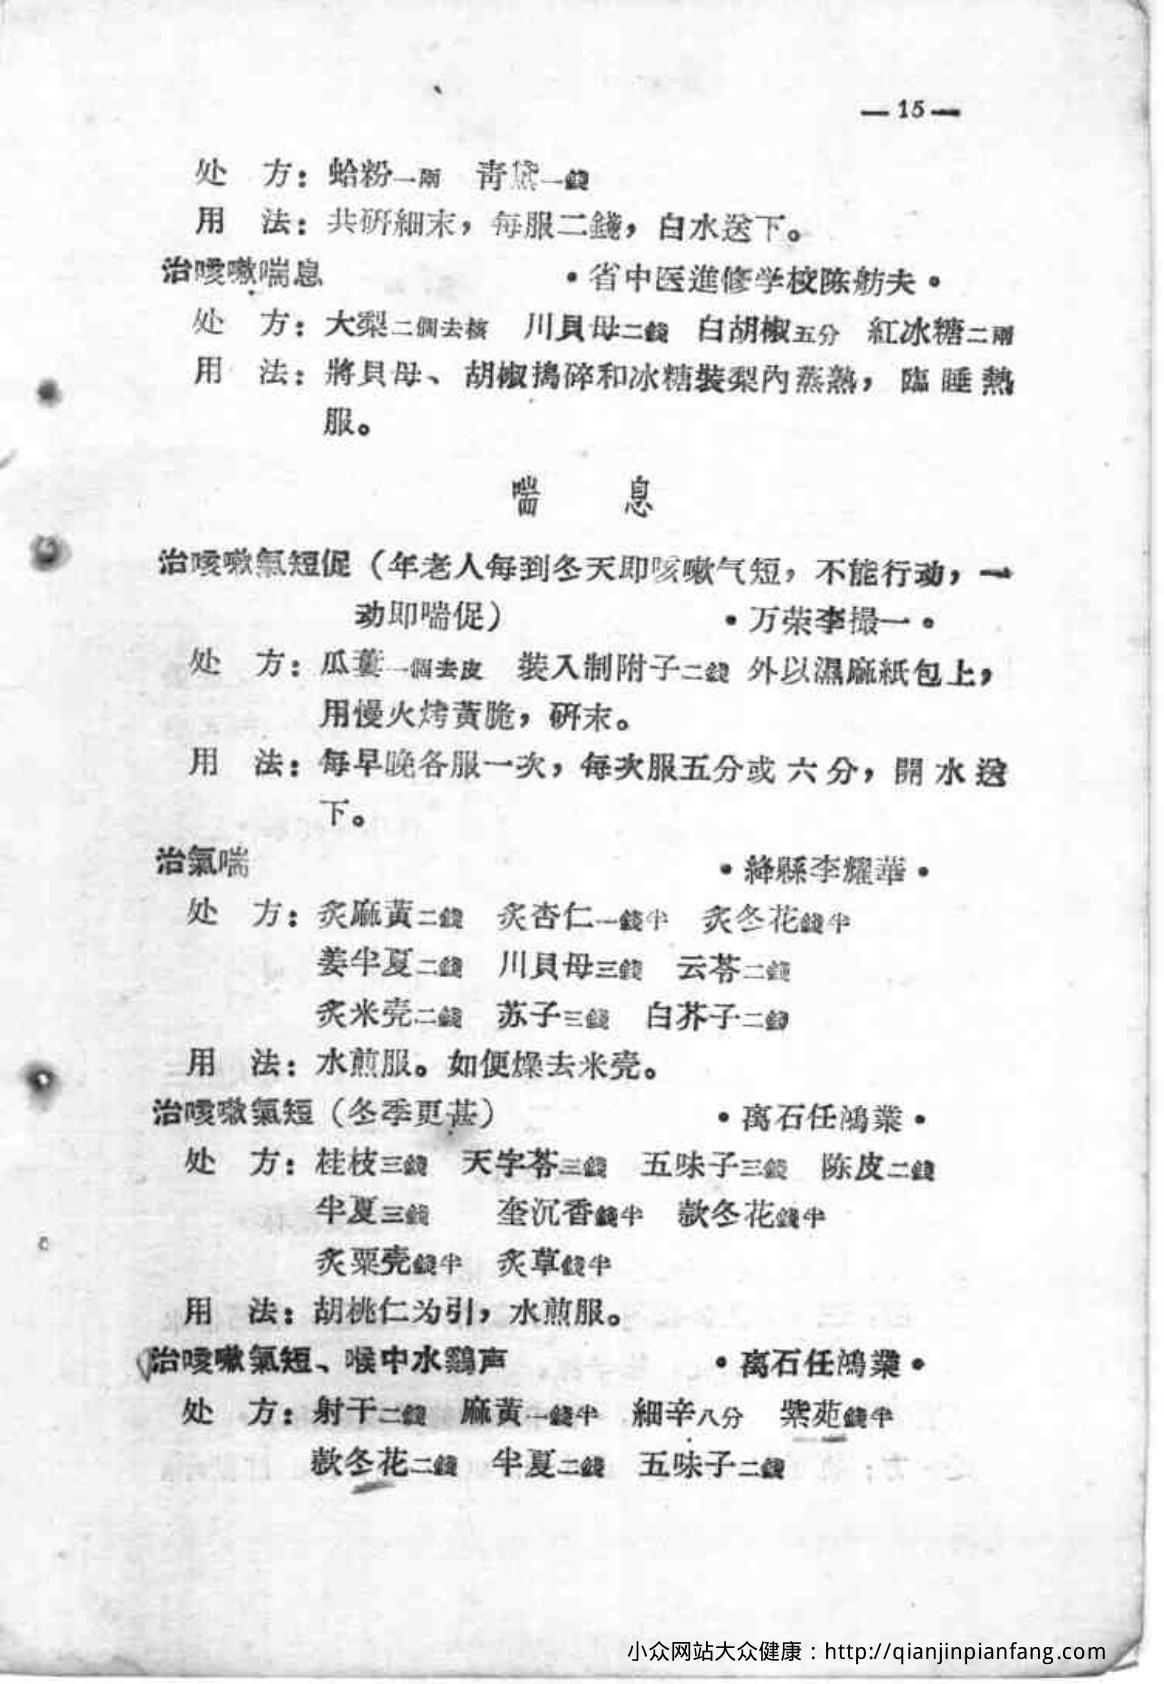 — 15 —
处　方：蛤粉一兩　青黛一錢
用　法：共研細末，每服二錢，白水送下。
治咳嗽喘息　•省中医進修学校陈舫夫•
处　方：大梨二個去核　川貝母二錢　白胡椒五分　紅冰糖二兩
用　法：將貝母、胡椒搗碎和冰糖裝梨內蒸熟，臨睡熱
服。
喘　息
治咳嗽氣短促（年老人每到冬天即咳嗽气短，不能行动，一
动即喘促）　•万荣李撮一•
处　方：瓜蔞一個去皮　裝入制附子二錢 外以濕麻紙包上，
用慢火烤黃脆，研末。
用　法：每早晚各服一次，每次服五分或六分，開水送
下。
治氣喘　•絳縣李耀華•
处　方：炙麻黃二錢　炙杏仁一錢半　炙冬花錢半
姜半夏二錢　川貝母三錢　云苓二錢
炙米壳二錢　苏子三錢　白芥子二錢
用　法：水煎服。如便燥去米壳。
治咳嗽氣短（冬季更甚）　•离石任鴻業•
处　方：桂枝三錢　天字苓三錢　五味子三錢　陈皮二錢
半夏三錢　奎沉香錢半　款冬花錢半
炙粟壳錢半　炙草錢半
用　法：胡桃仁为引，水煎服。
治咳嗽氣短、喉中水鷄声　•离石任鴻業•
处　方：射干二錢　麻黃一錢半　細辛八分　紫苑錢半
款冬花二錢　半夏二錢　五味子二錢
小众网站大众健康：http://qianjinpianfang.com